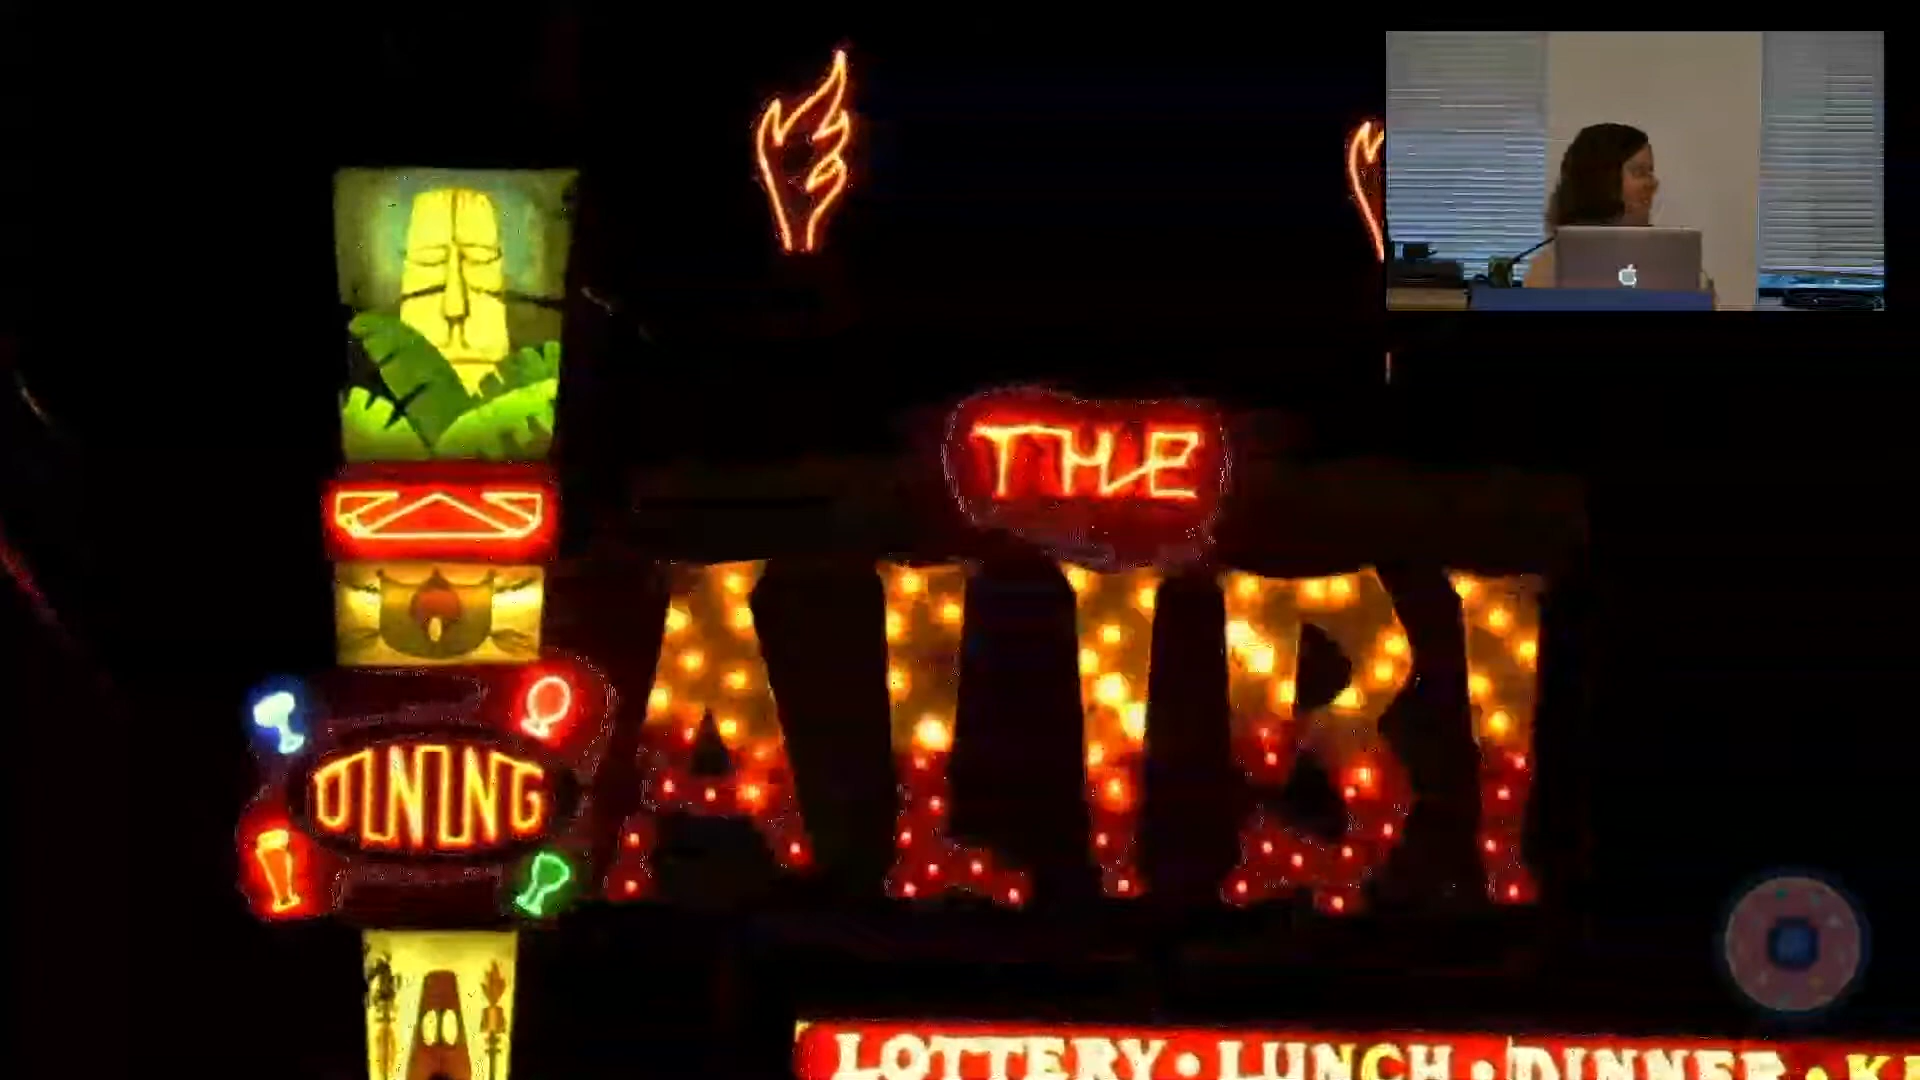 THE
ALIBI
DINING
LOTTERY • LUNCH • DINNER •